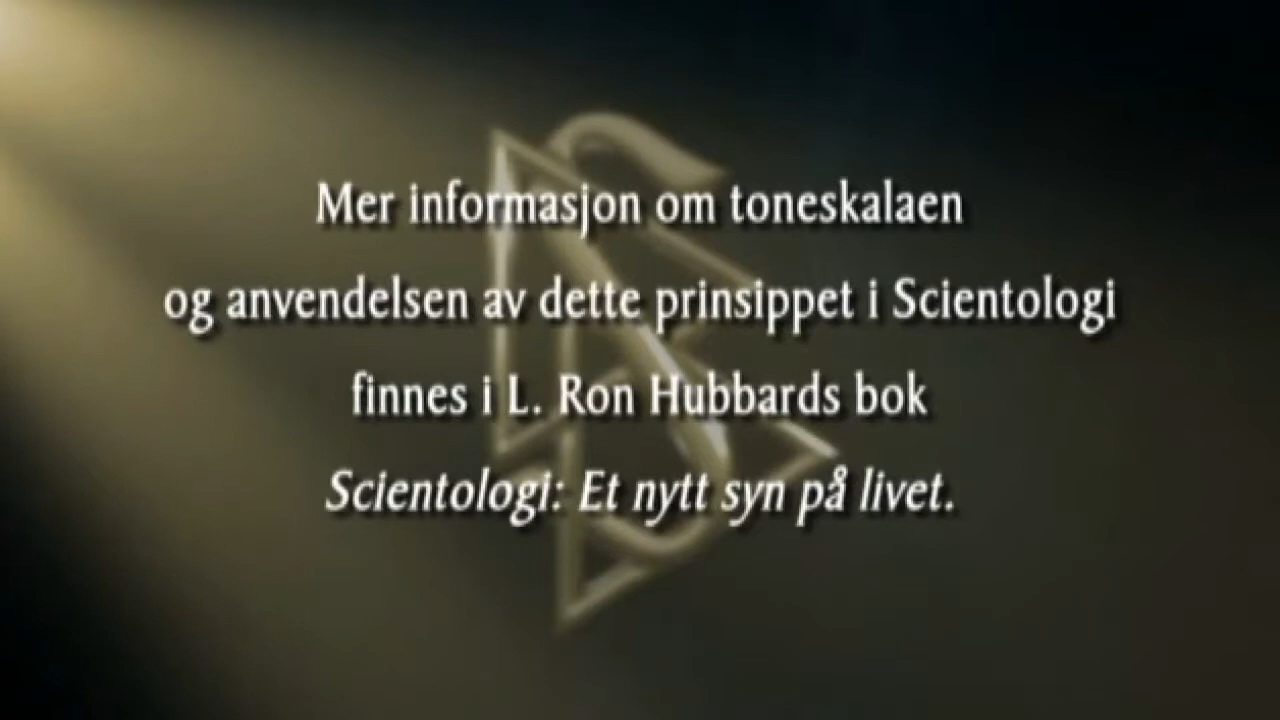 Mer informasjon om toneskalaen
og anvendelsen av dette prinsippet i Scientologi
finnes i L. Ron Hubbards bok
Scientologi: Et nytt syn på livet.